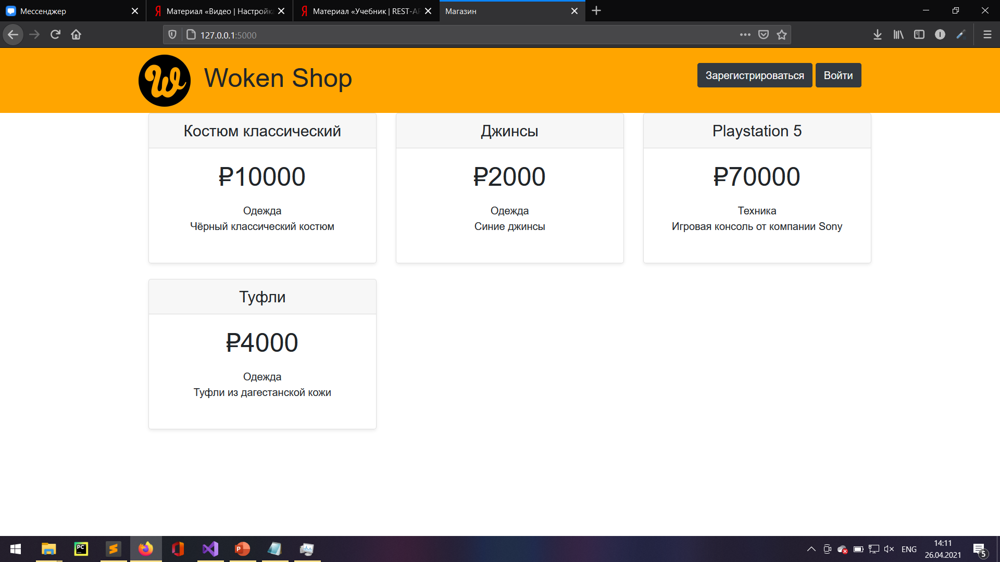 Мессенджер
Материал «Видео | Настройка
Материал «Учебник | REST-AP
Магазин
127.0.0.1:5000
W
Woken Shop
Зарегистрироваться
Войти
Костюм классический
₽10000
Одежда
Чёрный классический костюм
Джинсы
₽2000
Одежда
Синие джинсы
Playstation 5
₽70000
Техника
Игровая консоль от компании Sony
Туфли
₽4000
Одежда
Туфли из дагестанской кожи
PC
ENG
14:11
26.04.2021
5